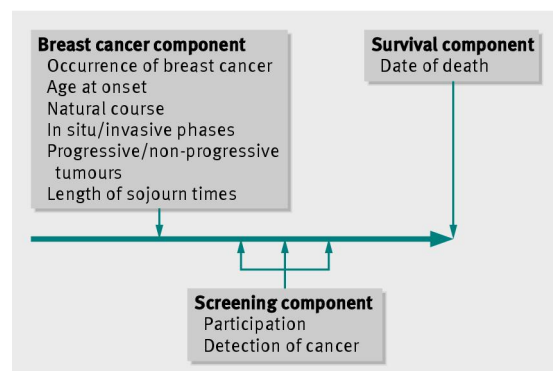 Breast cancer component
Occurrence of breast cancer
Age at onset
Natural course
In situ/invasive phases
Progressive/non-progressive
tumours
Length of sojourn times
Survival component
Date of death
Screening component
Participation
Detection of cancer